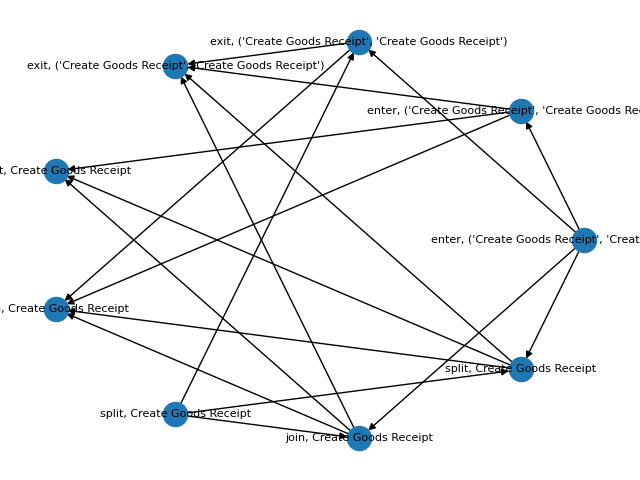 exit, ('Create Goods Receipt', 'Create Goods Receipt')
exit, ('Create Goods Receipt', 'Create Goods Receipt')
enter, ('Create Goods Receipt', 'Create Goods Re
t, Create Goods Receipt
enter, ('Create Goods Receipt', 'Creat
, Create Goods Receipt
split, Create Goods Receipt
split, Create Goods Receipt
join, Create Goods Receipt